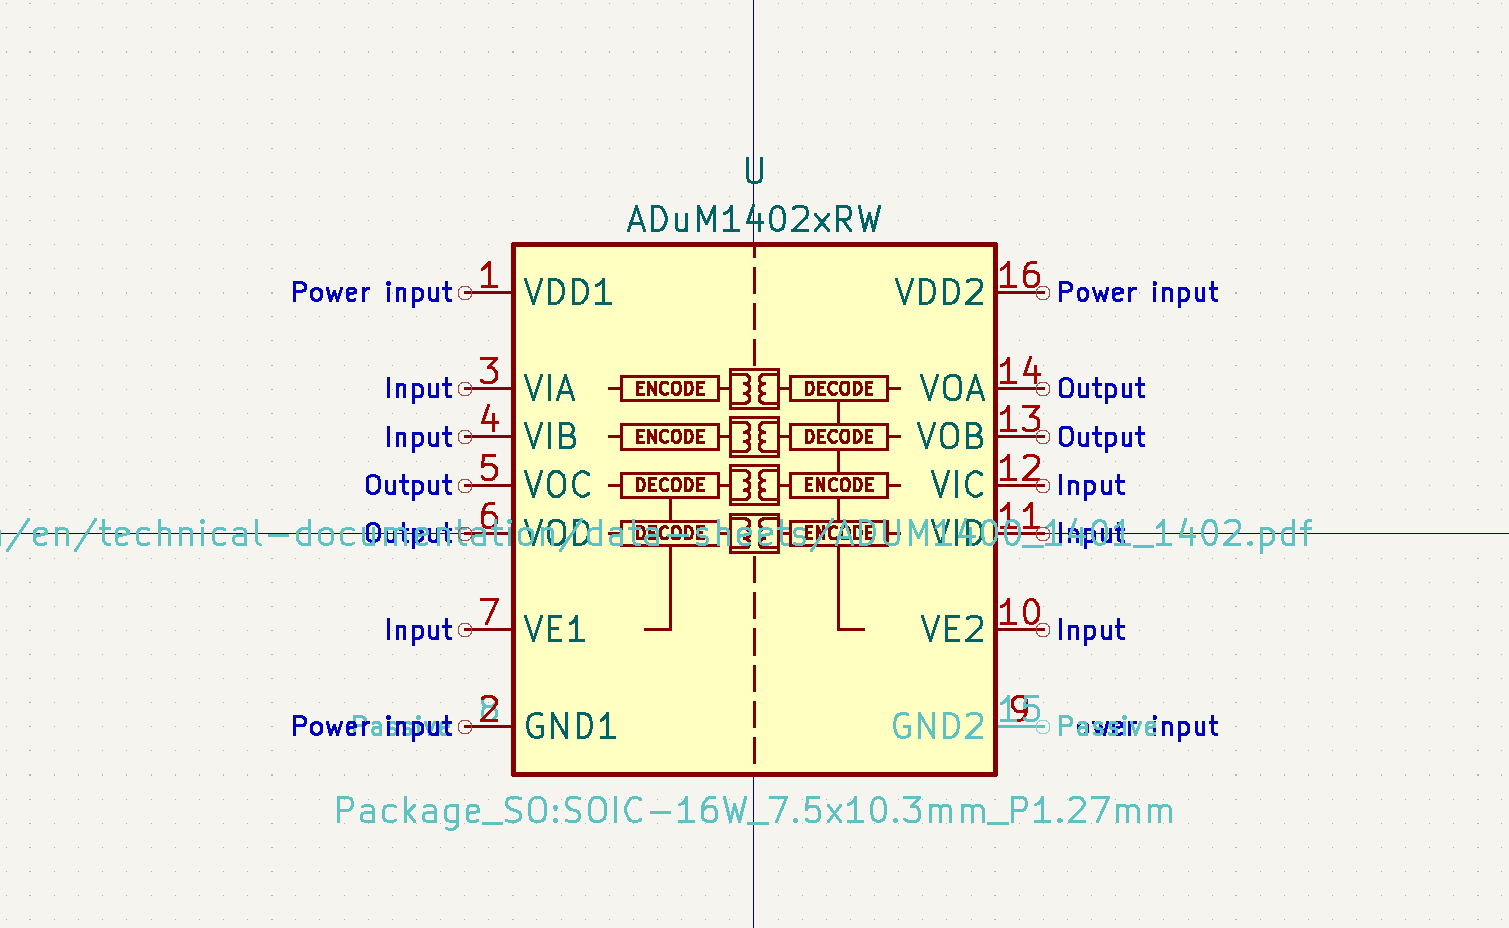 U
ADuM1402xRW
Power input 1 VDD1 VDD2 16 Power input
Input 3 VIA ENCODE DECODE VOA 14 Output
Input 4 VIB ENCODE DECODE VOB 13 Output
Output 5 VOC DECODE ENCODE VIC 12 Input
Output 6 VOD DECODE ENCODE VID 11 Input
/en/technical-documentation/data-sheets/ADUM1400_1401_1402.pdf
Input 7 VE1 VE2 10 Input
Power input 2 GND1 GND2 9 Power input
Passive 8 15 Passive
Package_SO:SOIC-16W_7.5x10.3mm_P1.27mm